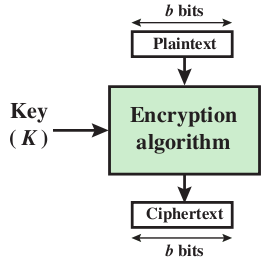 b bits
Plaintext
Key
(K)
Encryption
algorithm
Ciphertext
b bits